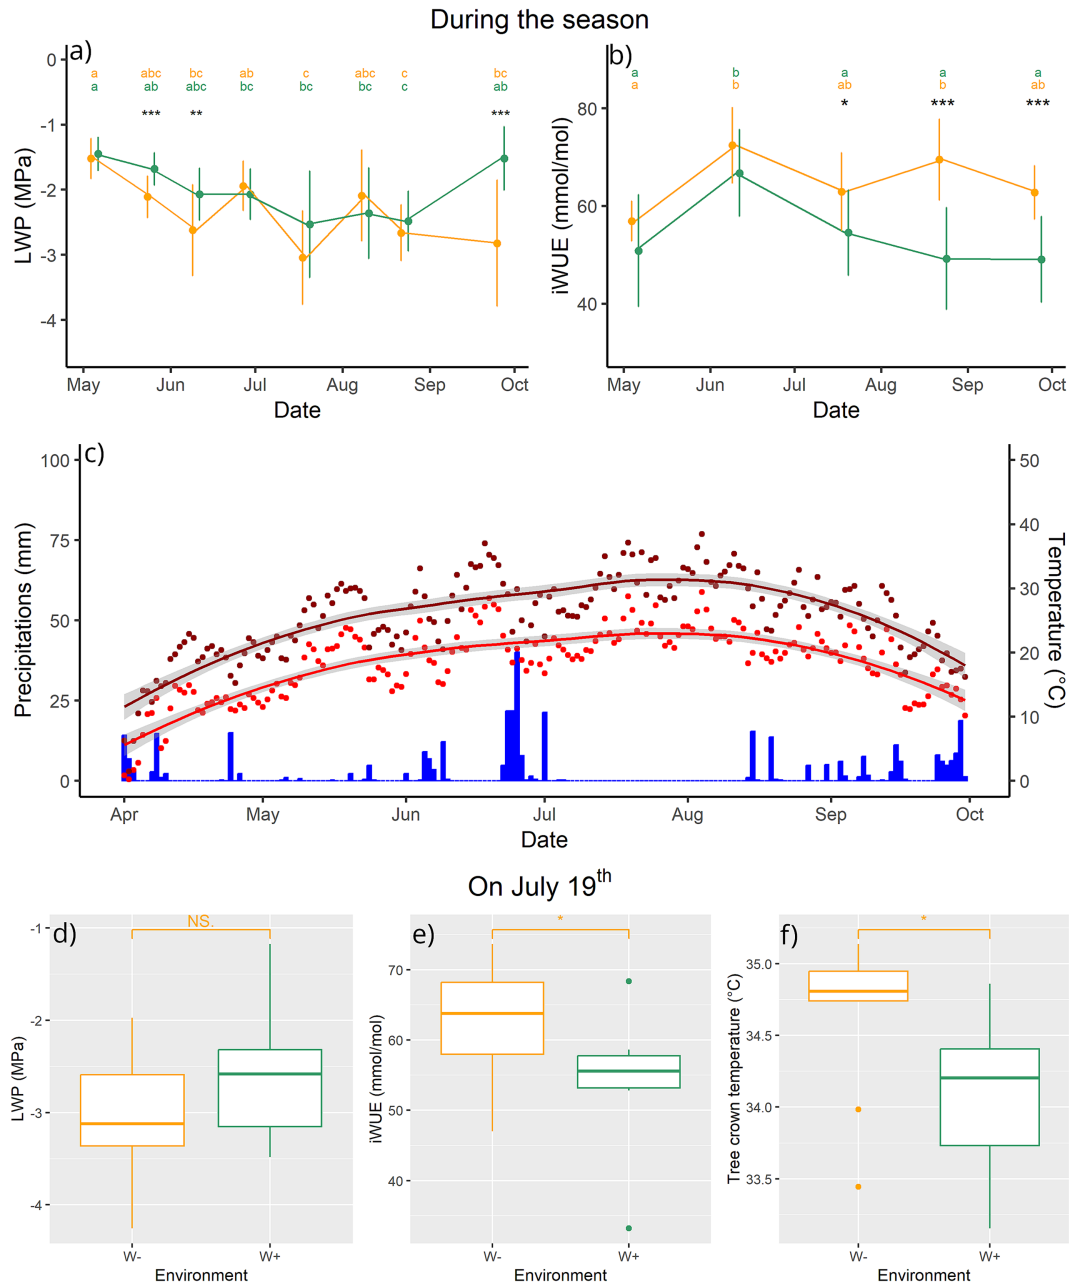 During the season
a) b)
a abc bc ab c abc c bc
a ab abc bc bc bc c ab
*** ** ***
a b a a a
a b ab b ab
* *** ***
0
-1
-2
-3
-4
LWP (MPa)
May Jun Jul Aug Sep Oct
Date
80
60
40
iWUE (mmol/mol)
May Jun Jul Aug Sep Oct
Date
c)
100
75
50
25
0
Precipitations (mm)
50
40
30
20
10
0
Temperature (°C)
Apr May Jun Jul Aug Sep Oct
Date
On July 19th
d)
NS.
-1
-2
-3
-4
LWP (MPa)
W- W+
Environment
e)
*
70
60
50
40
iWUE (mmol/mol)
W- W+
Environment
f)
*
35.0
34.5
34.0
33.5
Tree crown temperature (°C)
W- W+
Environment